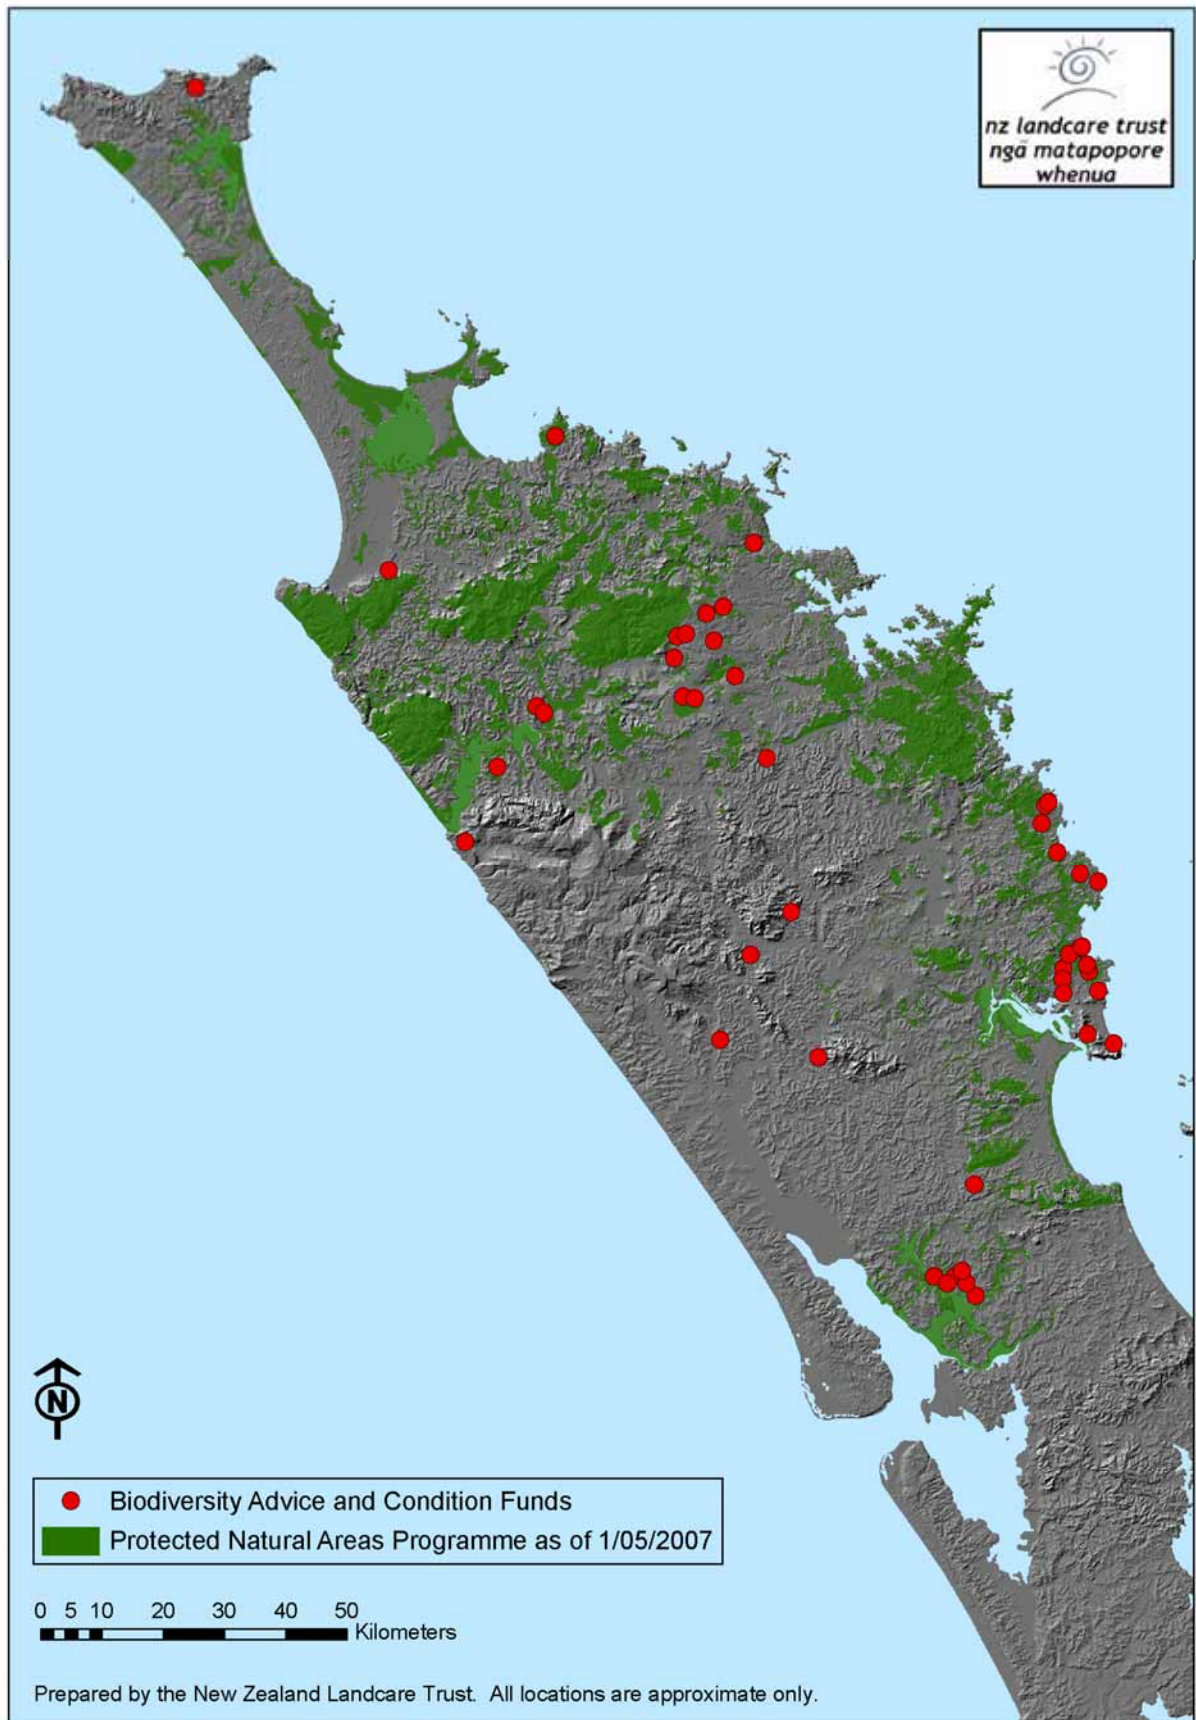 nz landcare trust
ngā matapopore
whenua
N
Biodiversity Advice and Condition Funds
Protected Natural Areas Programme as of 1/05/2007
0 5 10 20 30 40 50
Kilometers
Prepared by the New Zealand Landcare Trust. All locations are approximate only.